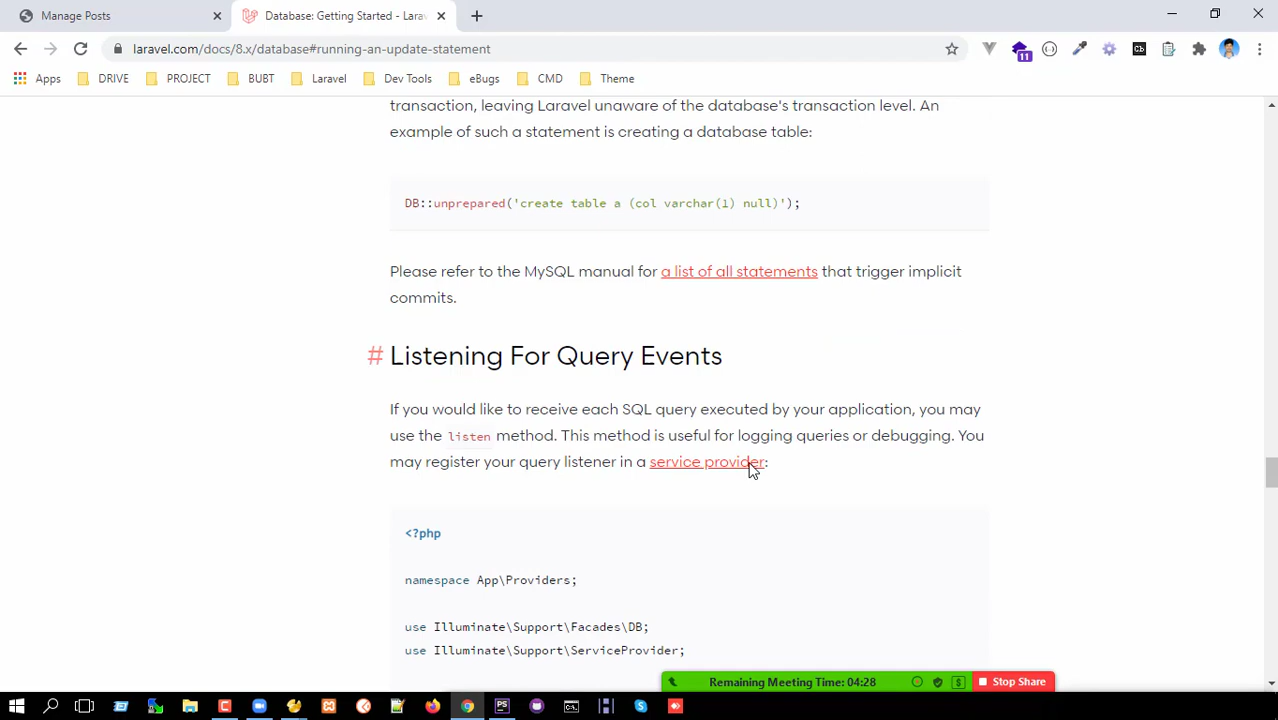 Manage Posts
Database: Getting Started - Larav
laravel.com/docs/8.x/database#running-an-update-statement
11
Apps
DRIVE
PROJECT
BUBT
Laravel
Dev Tools
eBugs
CMD
Theme
transaction, leaving Laravel unaware of the database's transaction level. An
example of such a statement is creating a database table:
DB::unprepared('create table a (col varchar(1) null)');
Please refer to the MySQL manual for a list of all statements that trigger implicit
commits.
# Listening For Query Events
If you would like to receive each SQL query executed by your application, you may
use the listen method. This method is useful for logging queries or debugging. You
may register your query listener in a service provider:
<?php
namespace App\Providers;
use Illuminate\Support\Facades\DB;
use Illuminate\Support\ServiceProvider;
Remaining Meeting Time: 04:28
Stop Share